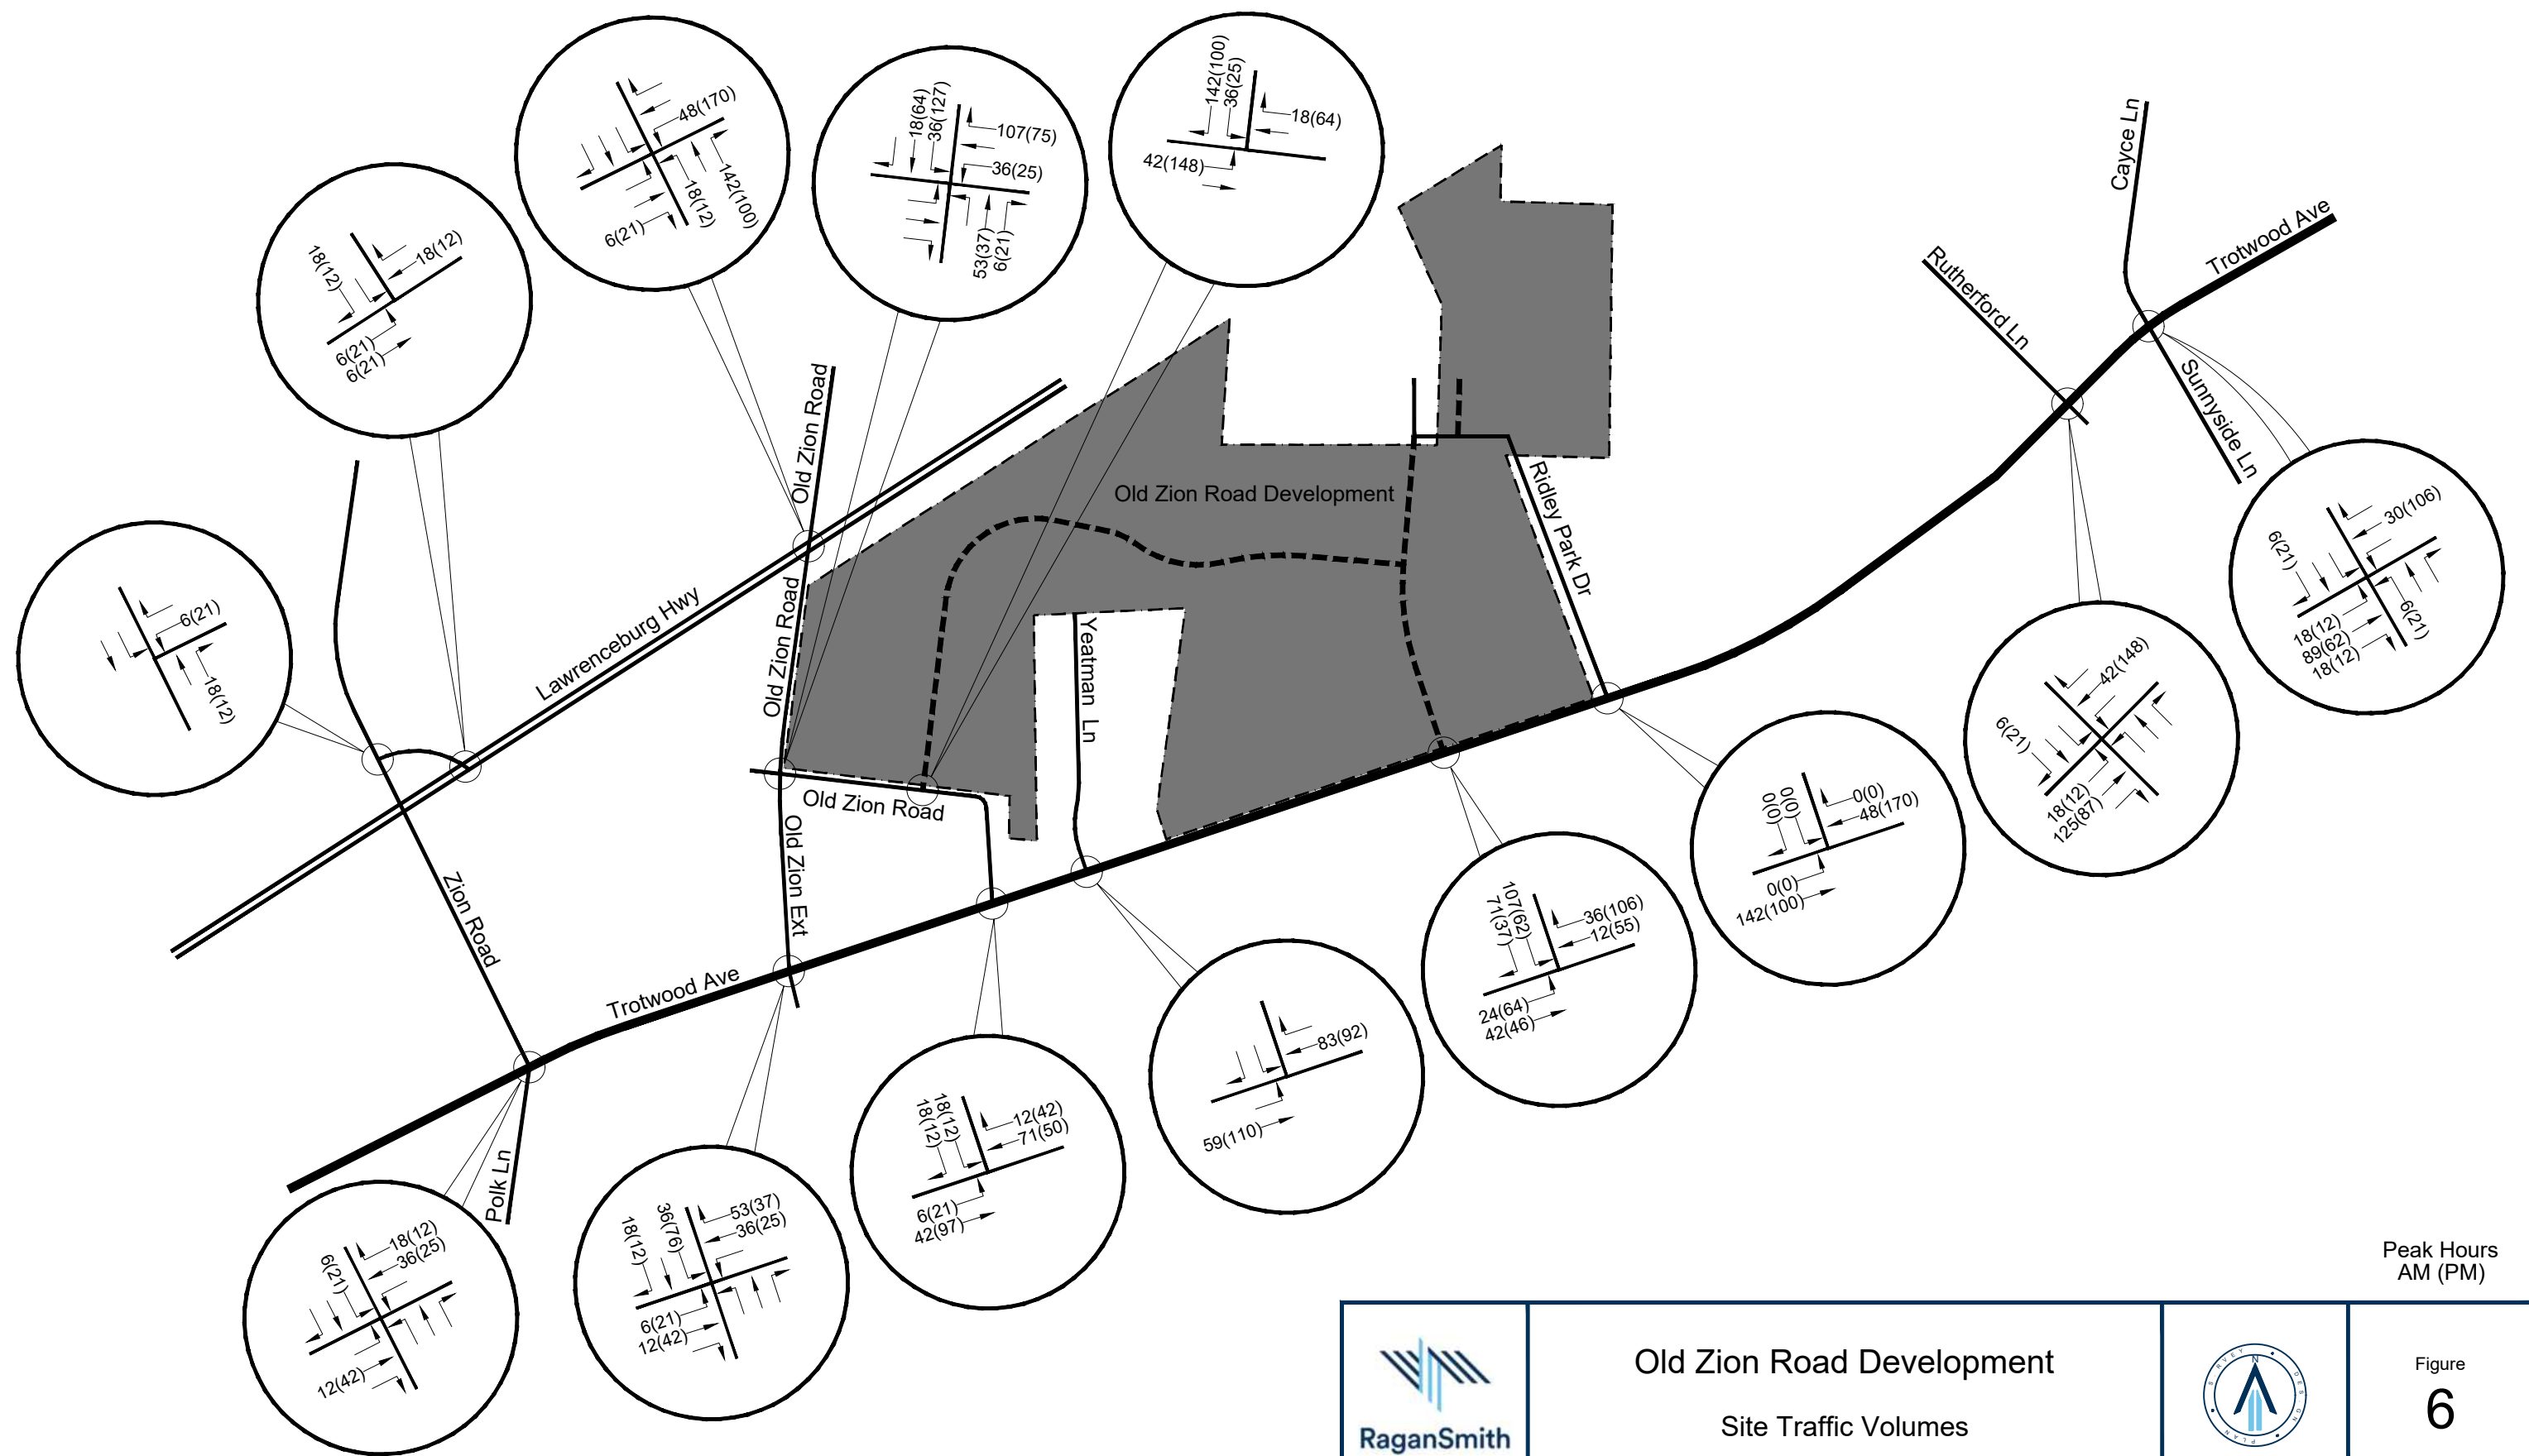 48(170)
142(100)
18(12)
6(21)
18(64)
36(127)
107(75)
36(25)
53(37)
6(21)
142(100)
36(25)
18(64)
42(148)
18(12)
18(12)
6(21)
6(21)
6(21)
18(12)
Cayce Ln
Trotwood Ave
Rutherford Ln
Sunnyside Ln
Old Zion Road
Old Zion Road Development
Ridley Park Dr
Lawrenceburg Hwy
Old Zion Road
Yeatman Ln
Old Zion Road
Old Zion Ext
Zion Road
Trotwood Ave
Polk Ln
30(106)
6(21)
6(21)
18(12)
89(62)
18(12)
42(148)
6(21)
18(12)
125(87)
0(0)
0(0)
0(0)
48(170)
0(0)
142(100)
107(62)
71(37)
36(106)
12(55)
24(64)
42(46)
83(92)
59(110)
18(12)
18(12)
12(42)
71(50)
6(21)
42(97)
36(76)
18(12)
53(37)
36(25)
6(21)
12(42)
6(21)
18(12)
36(25)
12(42)
Peak Hours
AM (PM)
RaganSmith
Old Zion Road Development
Site Traffic Volumes
N
Figure
6